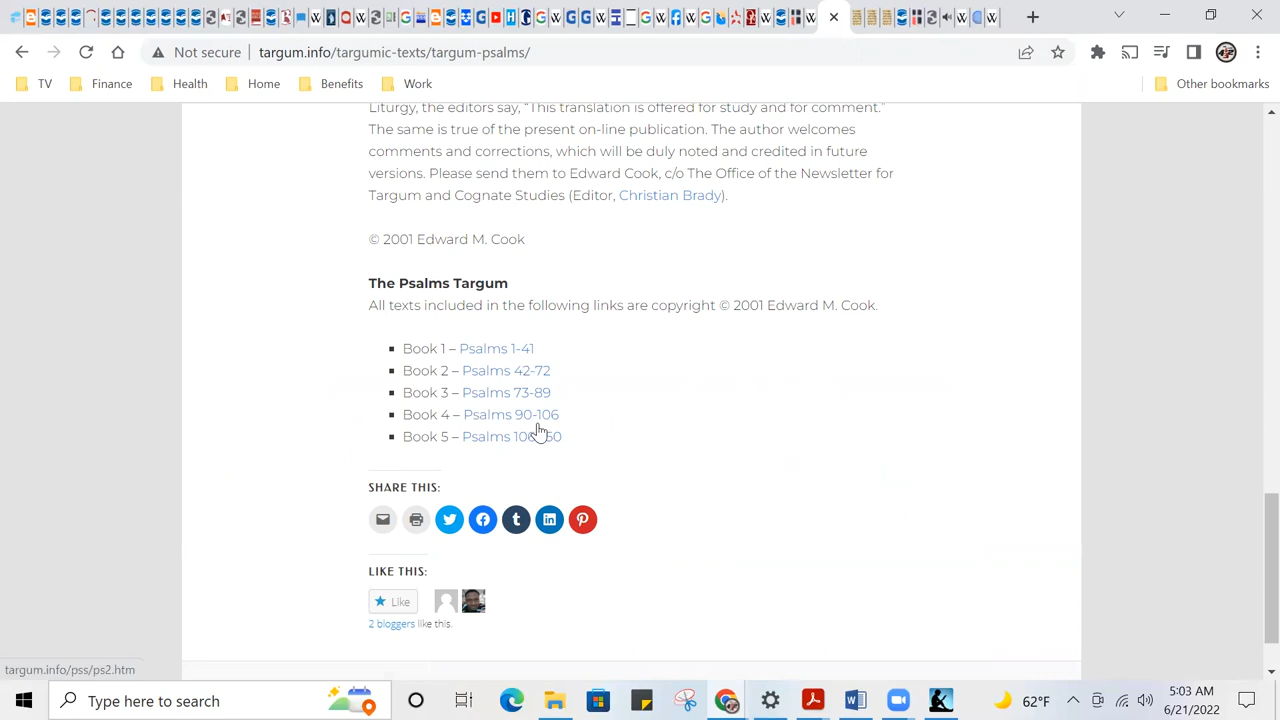 Not secure
targum.info/targumic-texts/targum-psalms/
TV
Finance
Health
Home
Benefits
Work
Other bookmarks
Liturgy, the editors say, “This translation is offered for study and for comment.”
The same is true of the present on-line publication. The author welcomes
comments and corrections, which will be duly noted and credited in future
versions. Please send them to Edward Cook, c/o The Office of the Newsletter for
Targum and Cognate Studies (Editor, Christian Brady).
© 2001 Edward M. Cook
The Psalms Targum
All texts included in the following links are copyright © 2001 Edward M. Cook.
Book 1 – Psalms 1-41
Book 2 – Psalms 42-72
Book 3 – Psalms 73-89
Book 4 – Psalms 90-106
Book 5 – Psalms
SHARE THIS:
LIKE THIS:
Like
2 bloggers like this.
targum.info/pss/ps2.htm
Type here to search
62°F
5:03 AM
6/21/2022